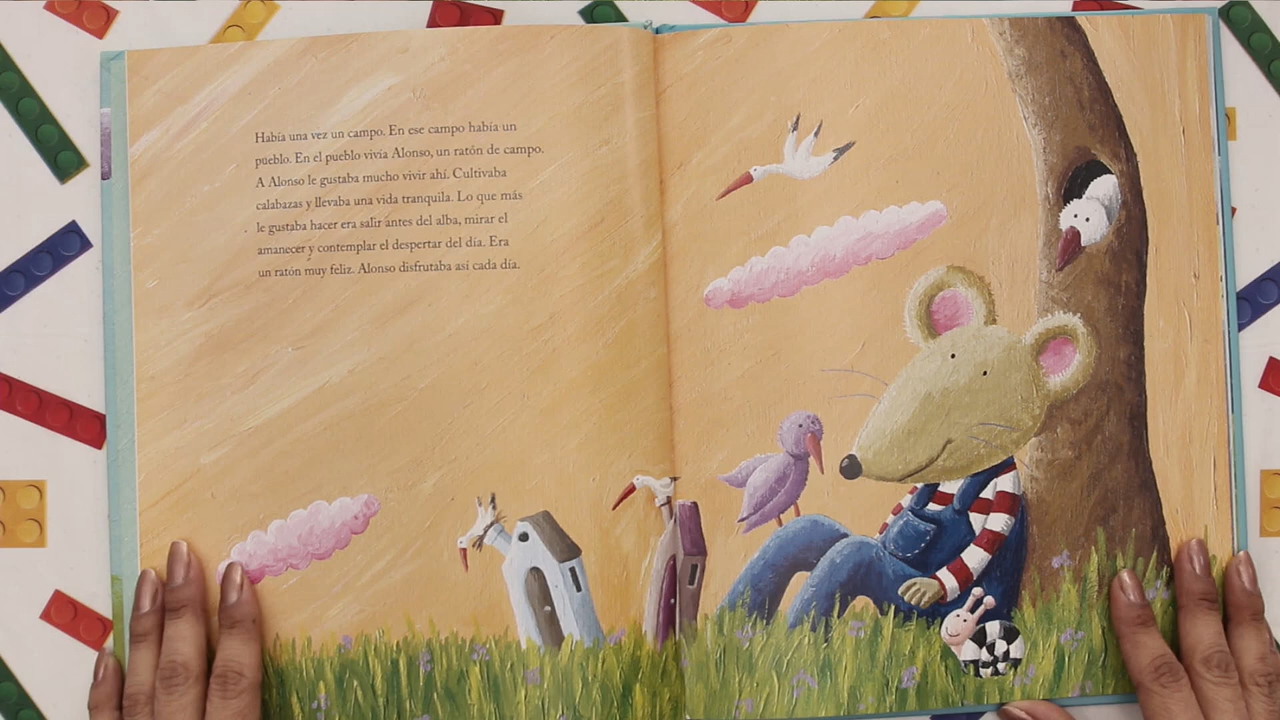 Había una vez un campo. En ese campo había un
pueblo. En el pueblo vivía Alonso, un ratón de campo.
A Alonso le gustaba mucho vivir ahí. Cultivaba
calabazas y llevaba una vida tranquila. Lo que más
le gustaba hacer era salir antes del alba, mirar el
amanecer y contemplar el despertar del día. Era
un ratón muy feliz. Alonso disfrutaba así cada día.